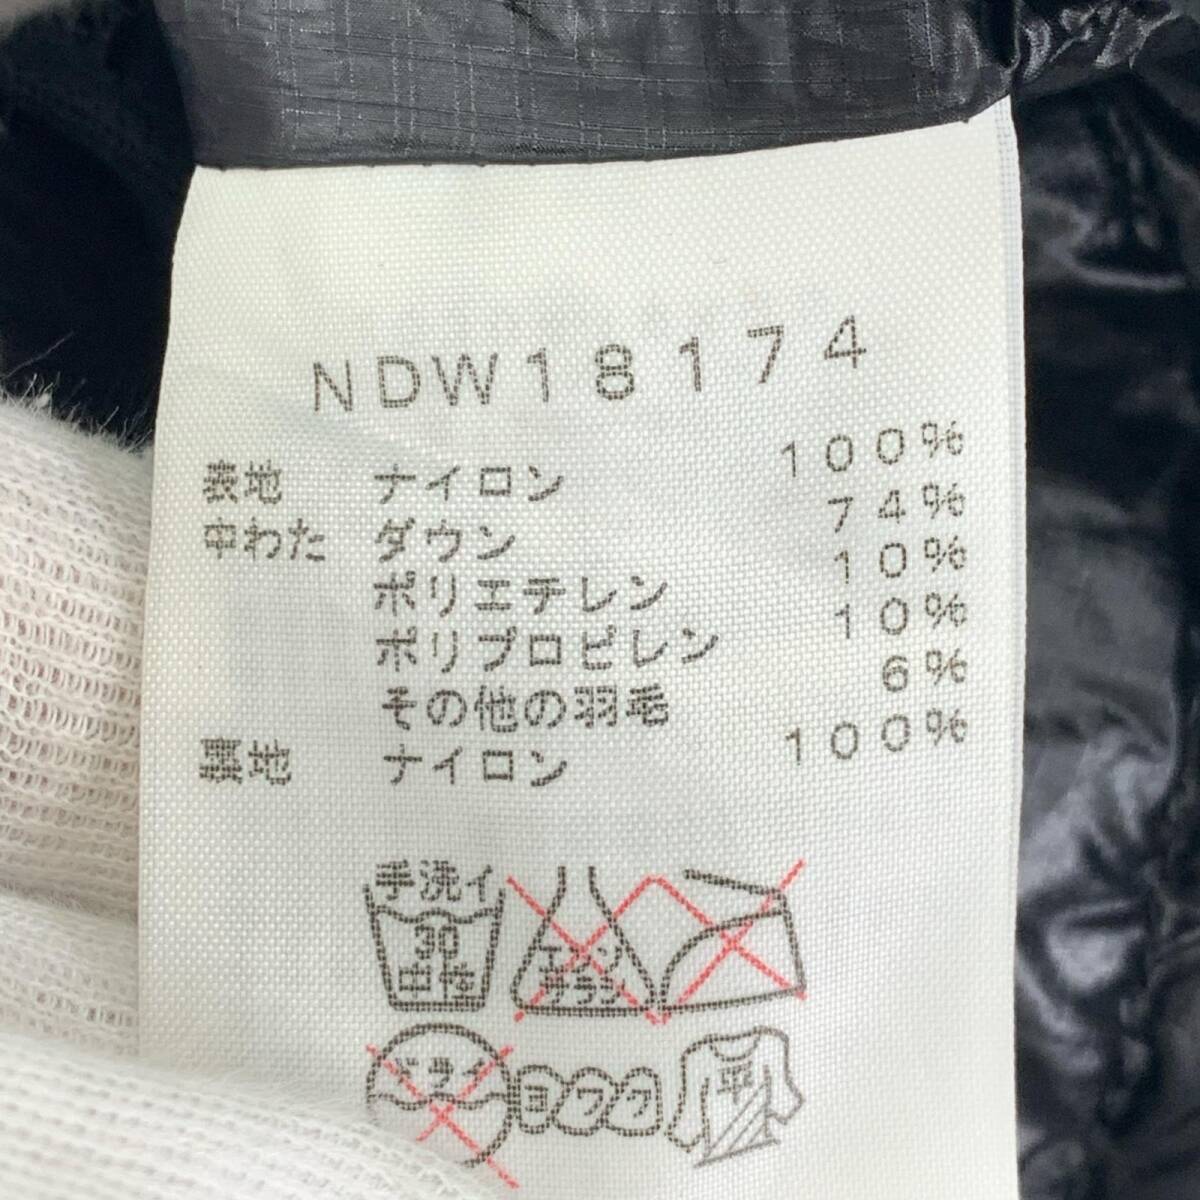 NDW18174
表地 ナイロン 100%
中わた ダウン 74%
ポリエチレン 10%
ポリプロピレン 10%
その他の羽毛 6%
裏地 ナイロン 100%
手洗イ
30
中性
エンソ
サラシ
ドライ
ヨワク
平